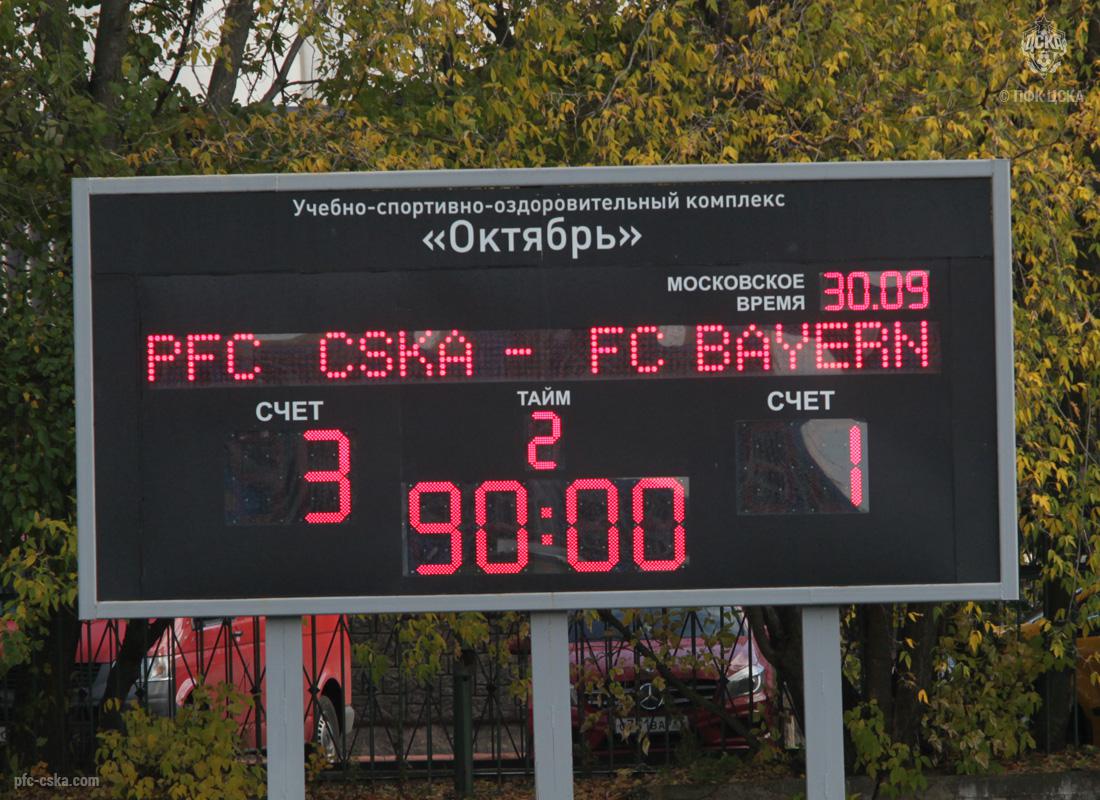 ЦСКА
© ПФК ЦСКА
Учебно-спортивно-оздоровительный комплекс
«Октябрь»
МОСКОВСКОЕ
ВРЕМЯ
30.09
PFC CSKA - FC BAYERN
СЧЕТ
ТАЙМ
СЧЕТ
3
2
1
90:00
pfc-cska.com